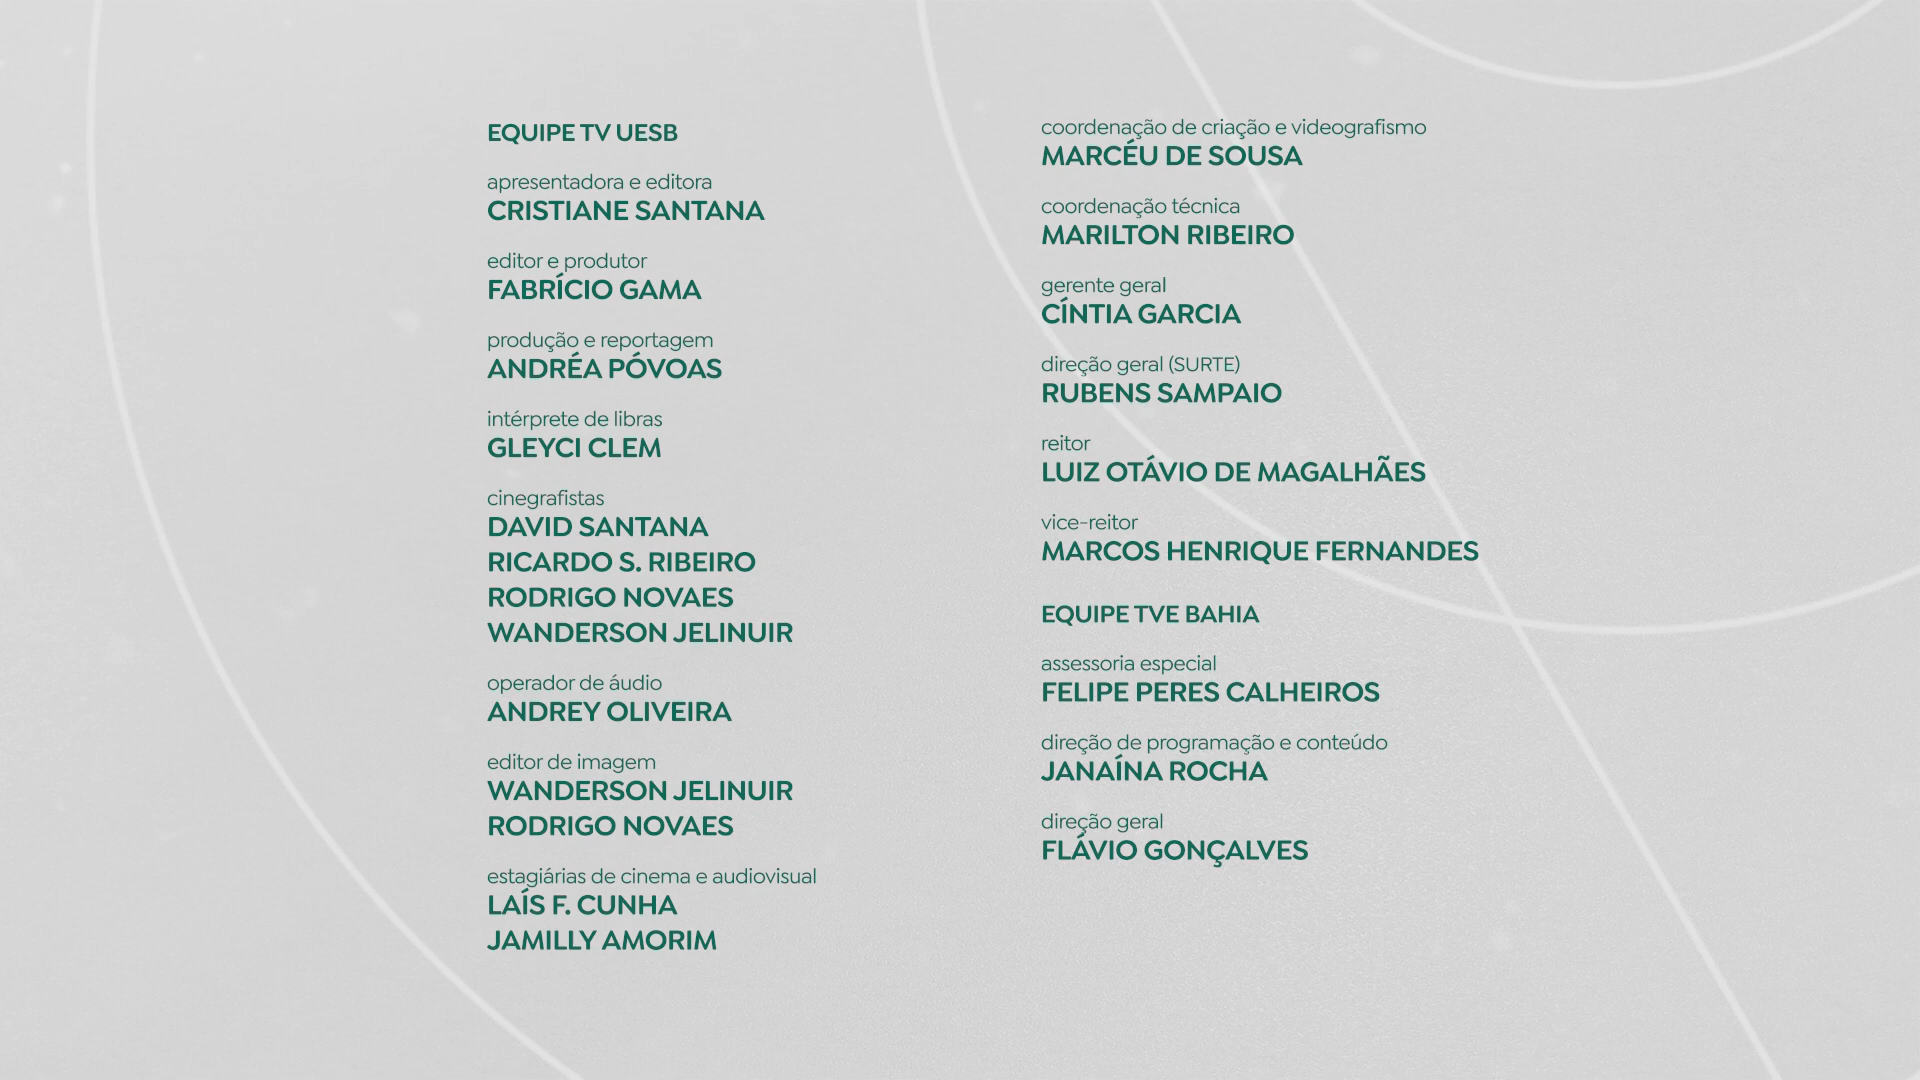 EQUIPE TV UESB
apresentadora e editora
CRISTIANE SANTANA
editor e produtor
FABRÍCIO GAMA
produção e reportagem
ANDRÉA PÓVOAS
intérprete de libras
GLEYCI CLEM
cinegrafistas
DAVID SANTANA
RICARDO S. RIBEIRO
RODRIGO NOVAES
WANDERSON JELINUIR
operador de áudio
ANDREY OLIVEIRA
editor de imagem
WANDERSON JELINUIR
RODRIGO NOVAES
estagiárias de cinema e audiovisual
LAÍS F. CUNHA
JAMILLY AMORIM
coordenação de criação e videografismo
MARCÉU DE SOUSA
coordenação técnica
MARILTON RIBEIRO
gerente geral
CÍNTIA GARCIA
direção geral (SURTE)
RUBENS SAMPAIO
reitor
LUIZ OTÁVIO DE MAGALHÃES
vice-reitor
MARCOS HENRIQUE FERNANDES
EQUIPE TVE BAHIA
assessoria especial
FELIPE PERES CALHEIROS
direção de programação e conteúdo
JANAÍNA ROCHA
direção geral
FLÁVIO GONÇALVES